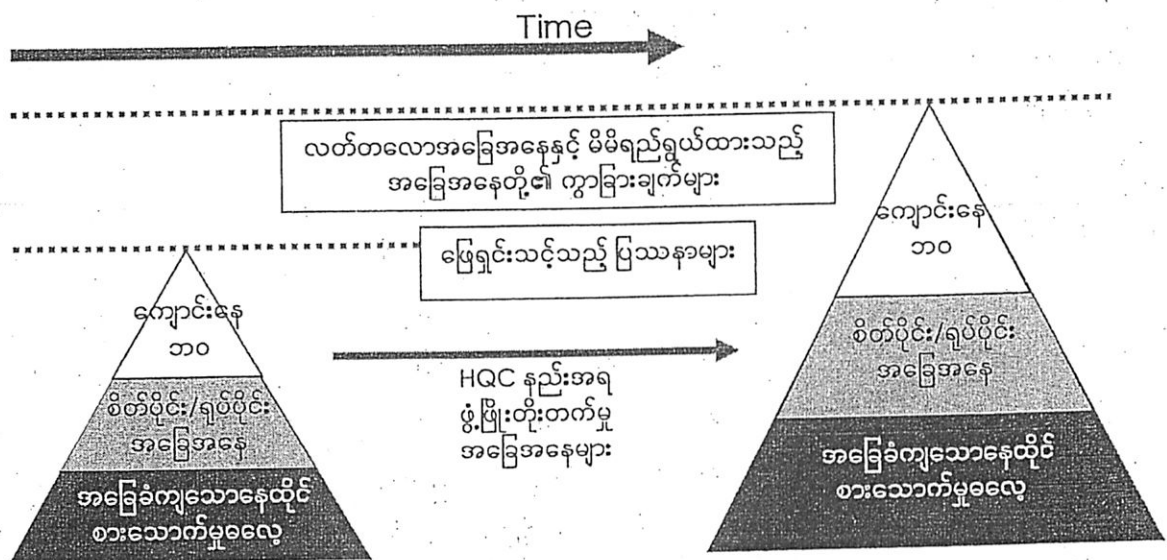 Time
လတ်တလောအခြေအနေနှင့် မိမိရည်ရွယ်ထားသည့်
အခြေအနေတို့၏ ကွာခြားချက်များ
ဖြေရှင်းသင့်သည့် ပြဿနာများ
ကျောင်းနေ
ဘဝ
စိတ်ပိုင်း/ရုပ်ပိုင်း
အခြေအနေ
အခြေခံကျသောနေထိုင်
စားသောက်မှုဓလေ့
HQC နည်းအရ
ဖွံ့ဖြိုးတိုးတက်မှု
အခြေအနေများ
ကျောင်းနေ
ဘဝ
စိတ်ပိုင်း/ရုပ်ပိုင်း
အခြေအနေ
အခြေခံကျသောနေထိုင်
စားသောက်မှုဓလေ့